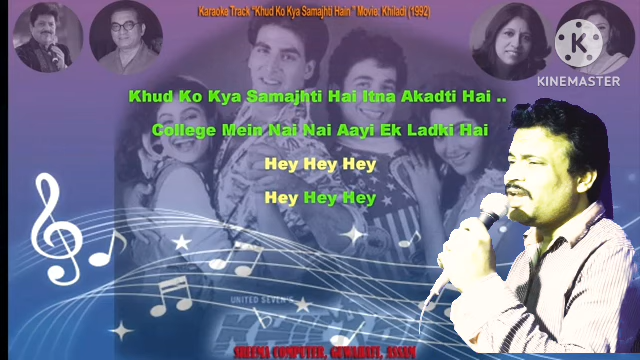 Karaoke Track "Khud Ko Kya Samajhti Hain " Movie: Khiladi (1992)
KINEMASTER
Khud Ko Kya Samajhti Hai Itna Akadti Hai ..
College Mein Nai Nai Aayi Ek Ladki Hai
Hey Hey Hey
Hey Hey Hey
UNITED SEVEN'S
SHEEMA COMPUTER, GUWAHATI, ASSAM